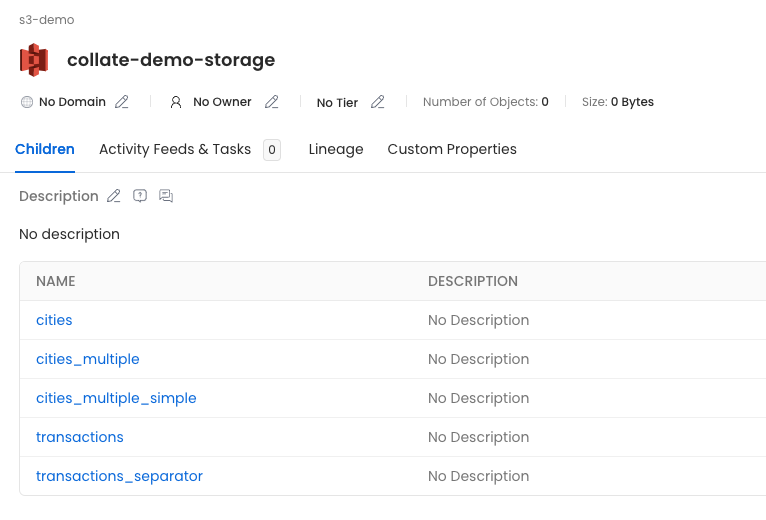 s3-demo
collate-demo-storage
No Domain No Owner No Tier Number of Objects: 0 Size: 0 Bytes
Children Activity Feeds & Tasks 0 Lineage Custom Properties
Description
No description
NAME DESCRIPTION
cities No Description
cities_multiple No Description
cities_multiple_simple No Description
transactions No Description
transactions_separator No Description